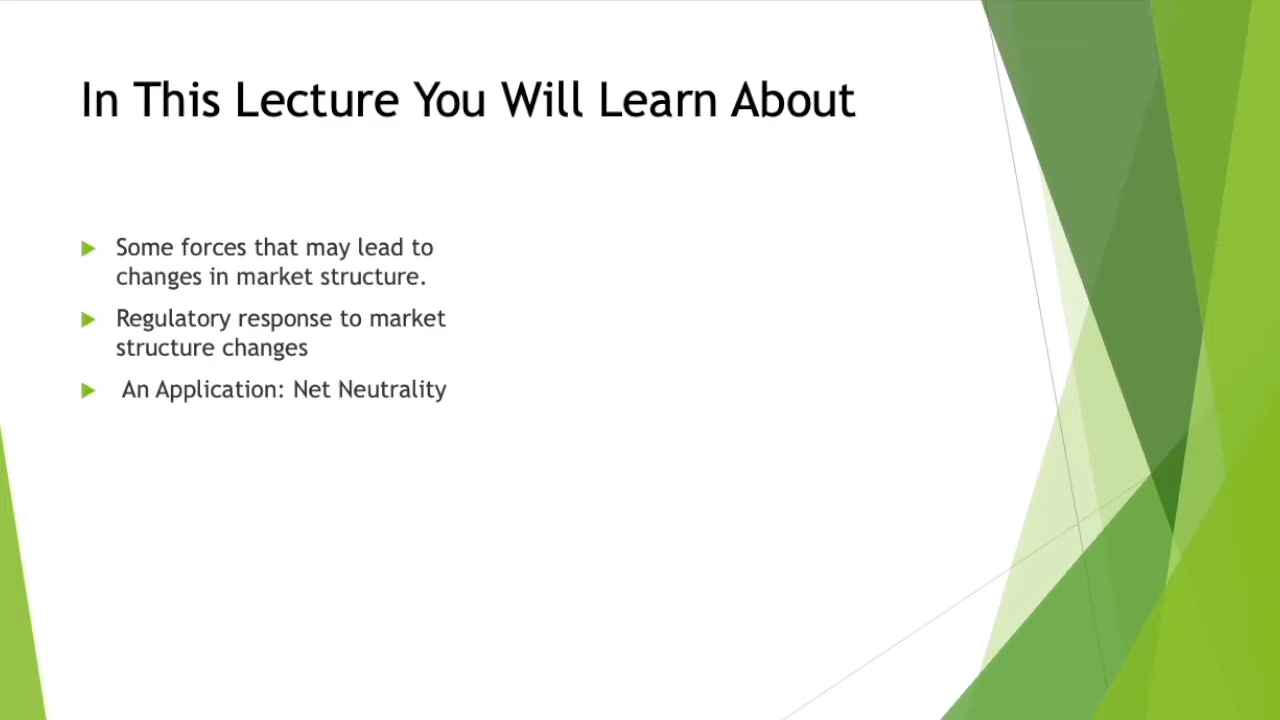 In This Lecture You Will Learn About
Some forces that may lead to
changes in market structure.
Regulatory response to market
structure changes
An Application: Net Neutrality